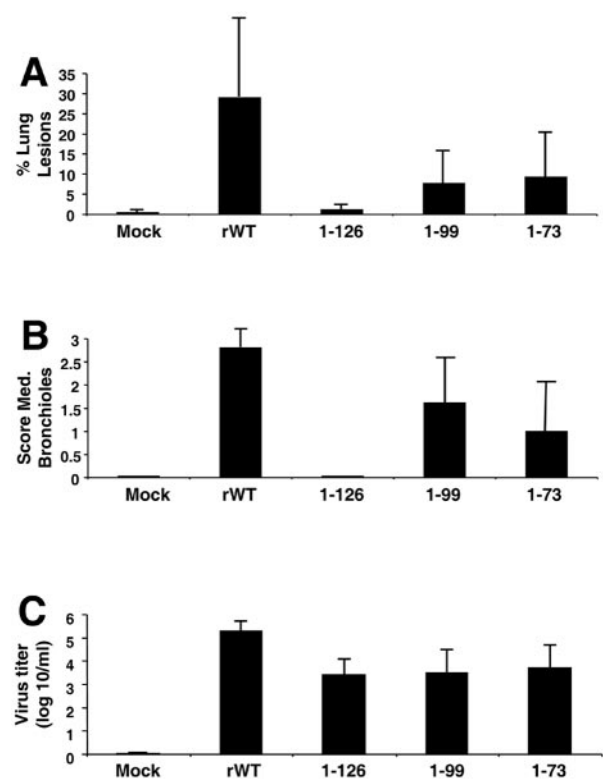 A
% Lung
Lesions
35
30
25
20
15
10
5
0
Mock rWT 1-126 1-99 1-73
B
Score Med.
Bronchioles
3
2.5
2
1.5
1
0.5
0
Mock rWT 1-126 1-99 1-73
C
Virus titer
(log 10/ml)
6
5
4
3
2
1
0
Mock rWT 1-126 1-99 1-73